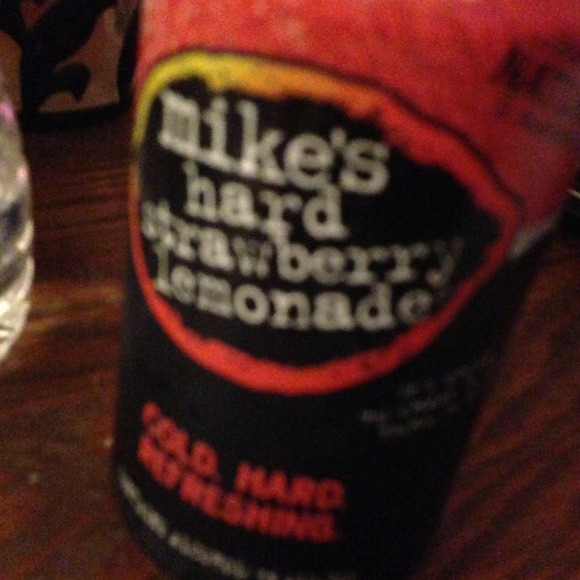 mike's
hard
strawberry
lemonade
COLD. HARD.
REFRESHING.